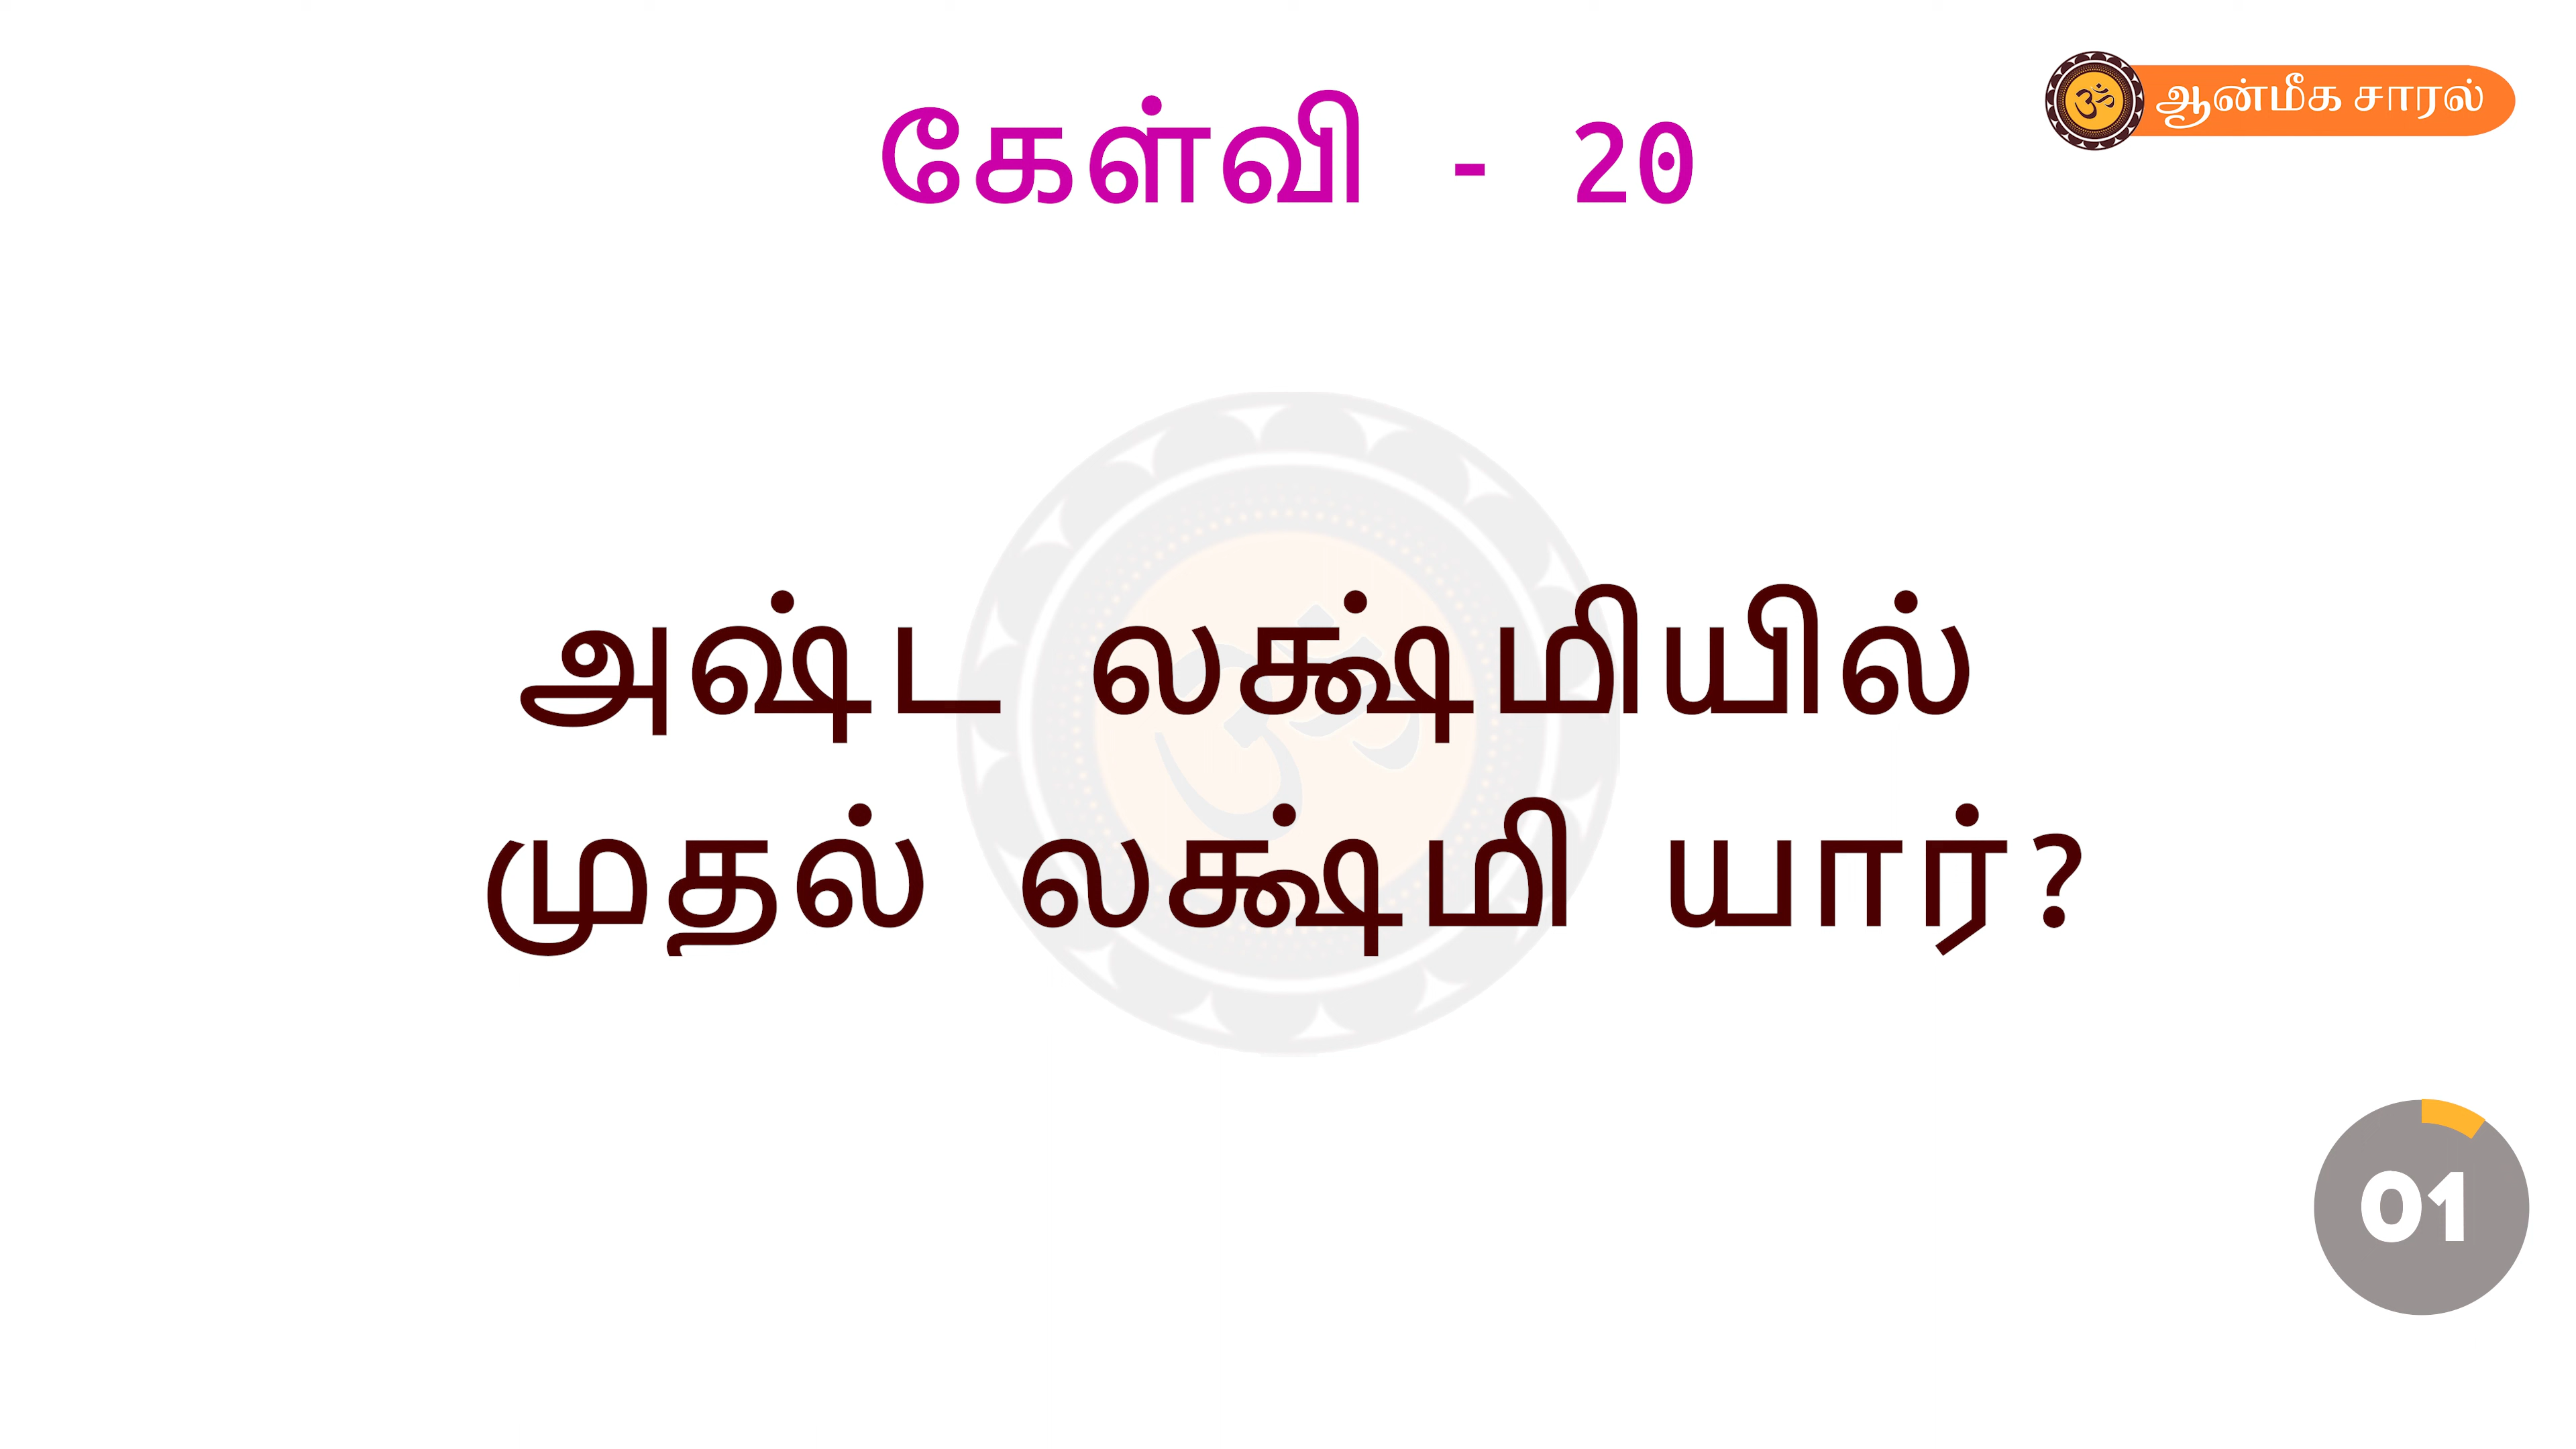 ஆன்மீக சாரல்
கேள்வி - 20
அஷ்ட லக்ஷ்மியில்
முதல் லக்ஷ்மி யார்?
01